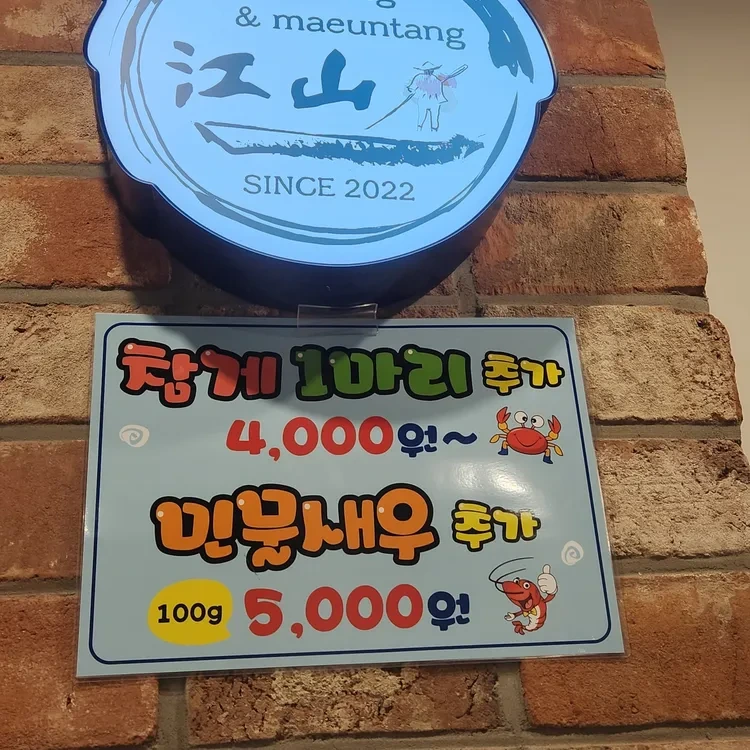 & maeuntang
江山
SINCE 2022
참게 1마리 추가
4,000원~
민물새우 추가
100g 5,000원